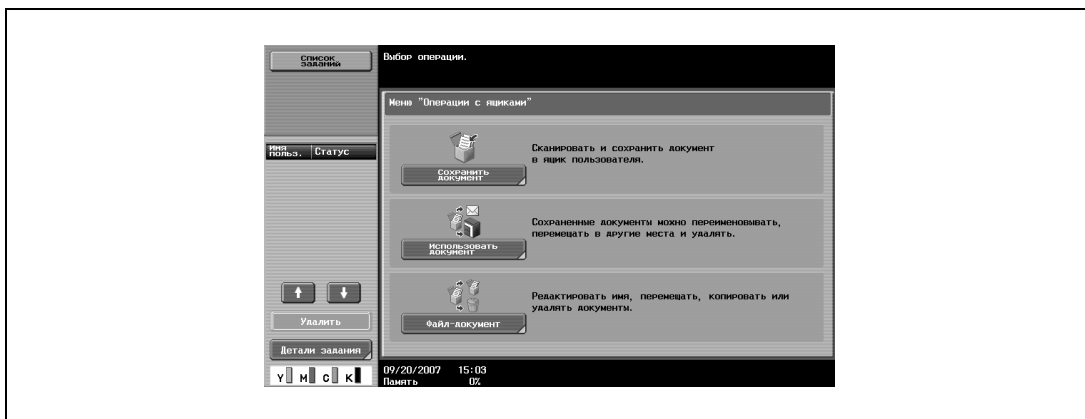 Список
заданий
Выбор операции.
Меню "Операции с ящиками"
Имя
польз.
Статус
Сканировать и сохранить документ
в ящик пользователя.
Сохранить
документ
Сохраненные документы можно переименовывать,
перемещать в другие места и удалять.
Использовать
документ
Редактировать имя, перемещать, копировать или
удалять документы.
Файл-документ
Удалить
Детали задания
Y M C K
09/20/2007 15:03
Память 0%